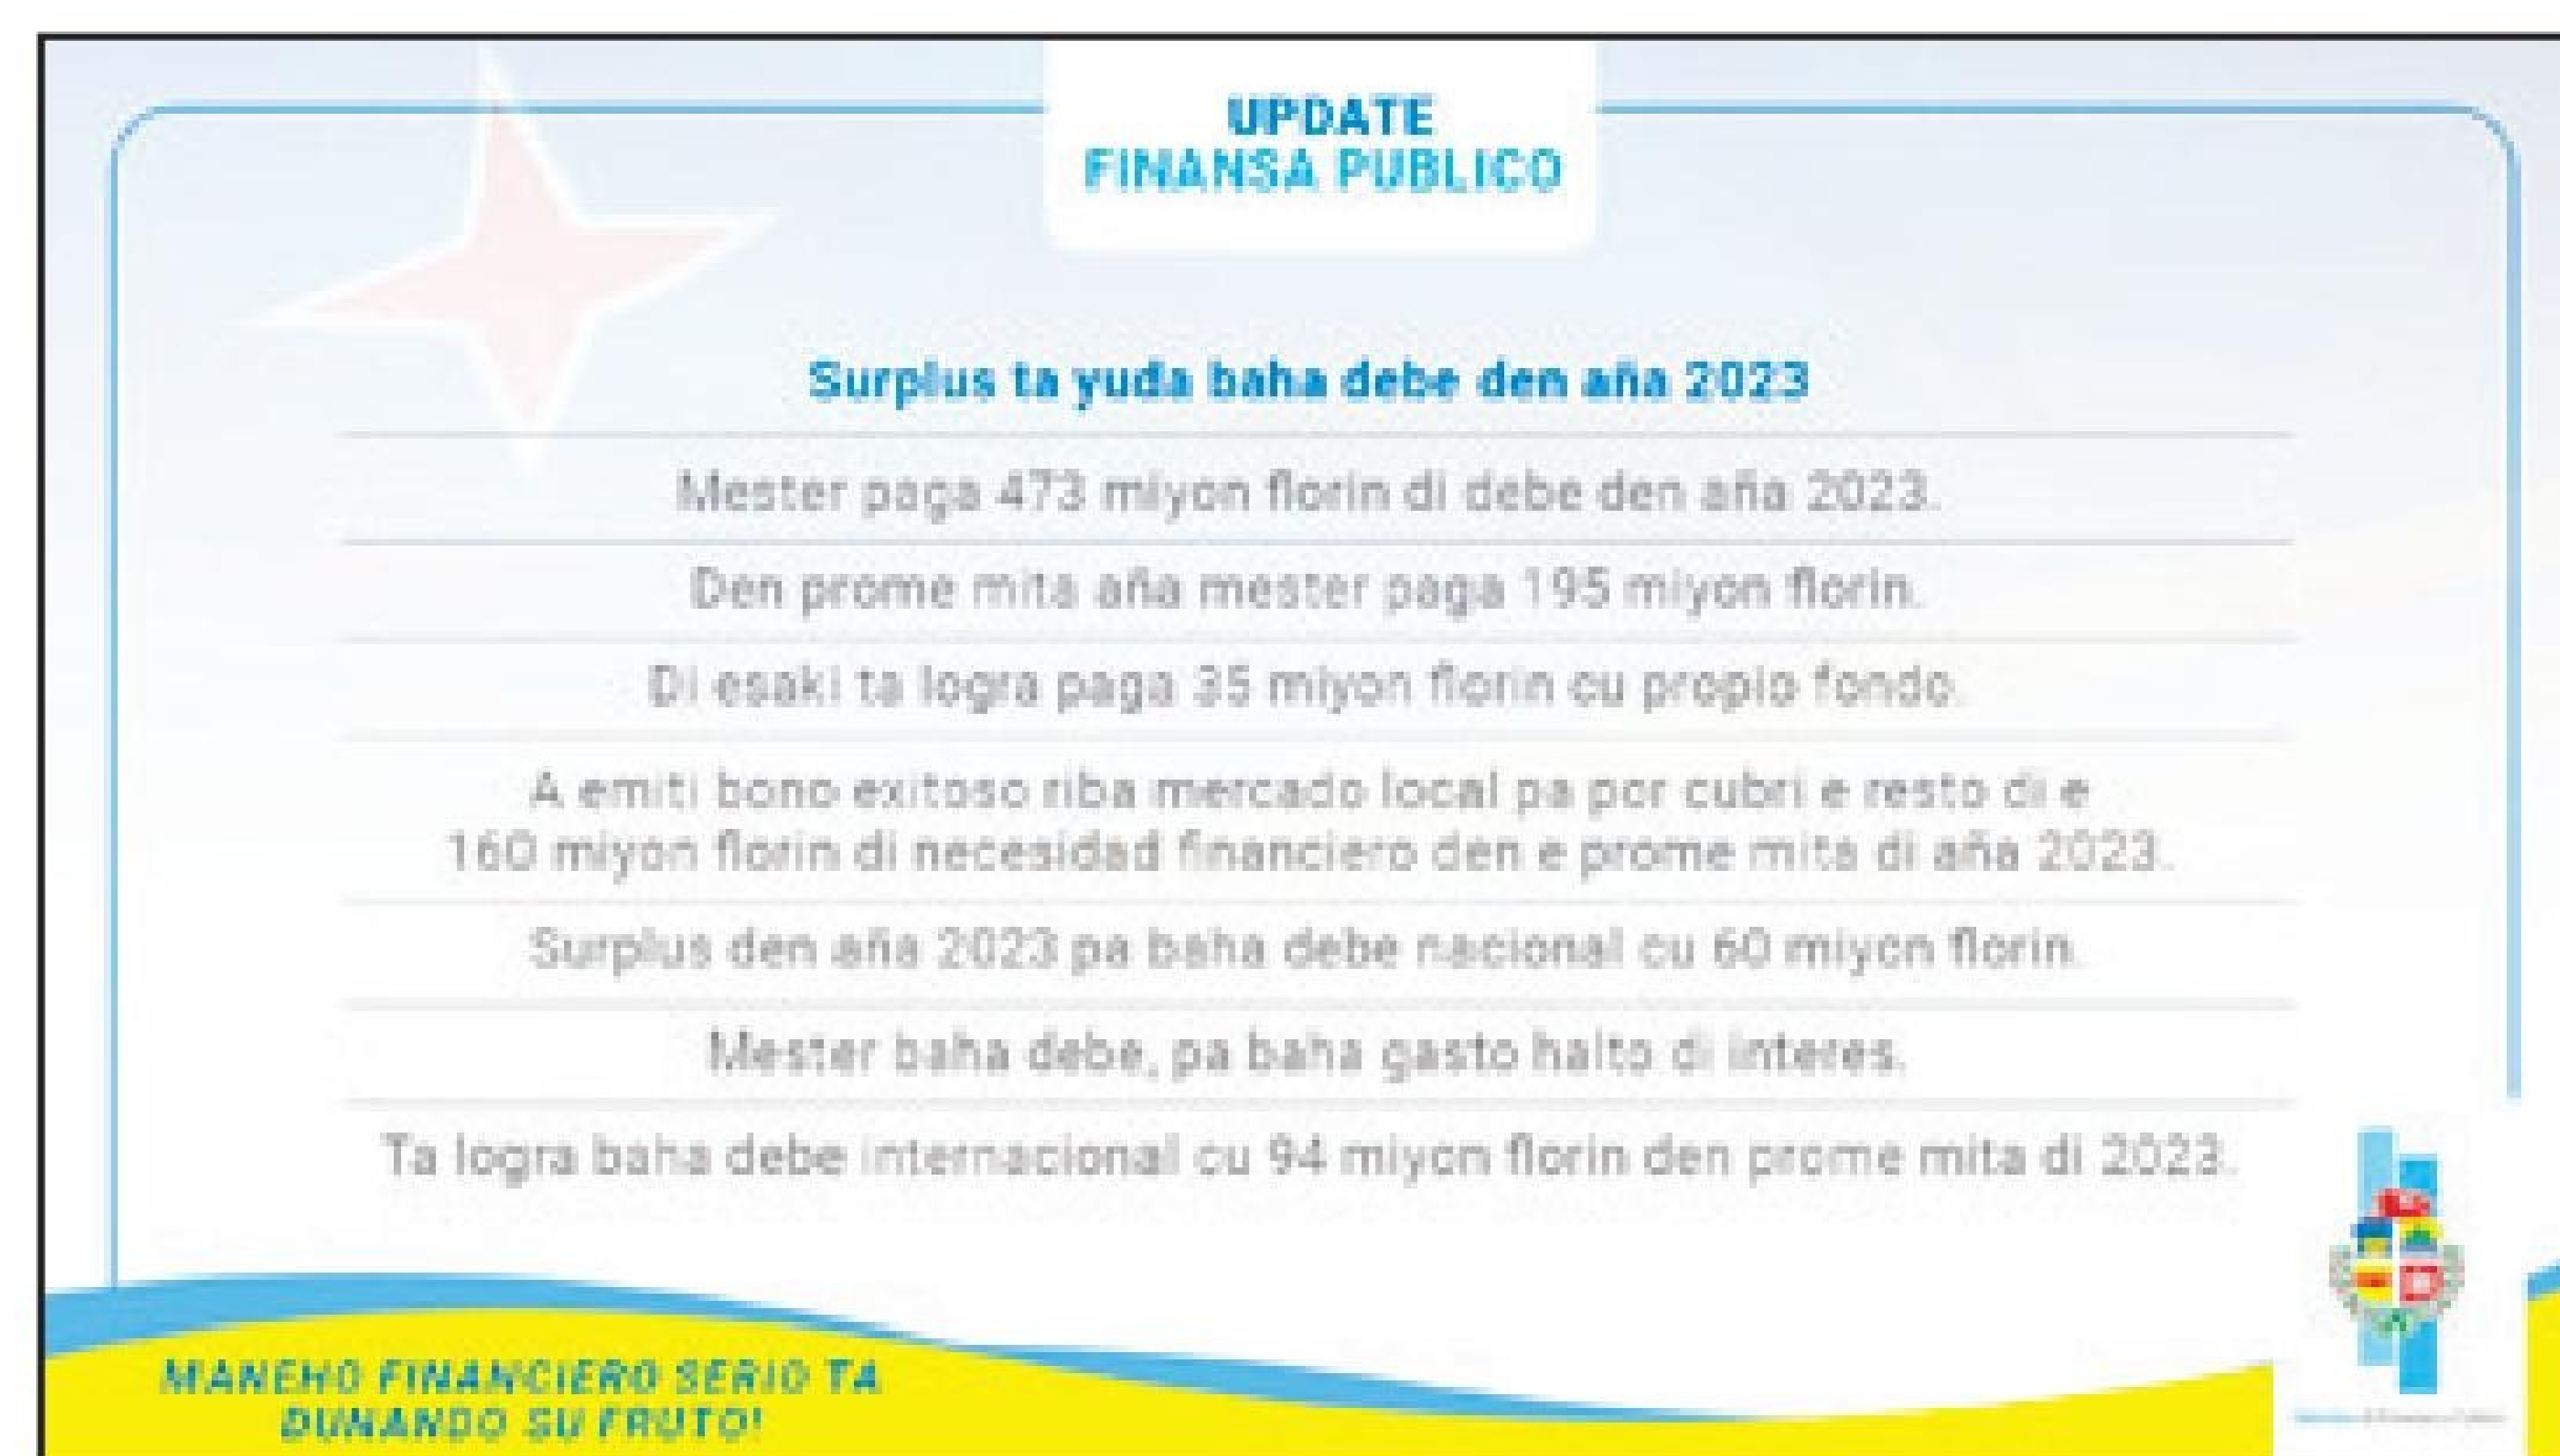 UPDATE
FINANSA PUBLICO
Surplus ta yuda baha debe den aña 2023
Mester paga 473 miyon florin di debe den aña 2023.
Den prome mita aña mester paga 195 miyon florin.
Di esaki ta logra paga 35 miyon florin cu propio fondo.
A emiti bono exitoso riba mercado local pa por cubri e resto di e
160 miyon florin di necesidad financiero den e prome mita di aña 2023.
Surplus den aña 2023 pa baha debe nacional cu 60 miyon florin.
Mester baha debe, pa baha gasto halto di interes.
Ta logra baha debe internacional cu 94 miyon florin den prome mita di 2023.
MANEHO FINANCIERO SERIO TA
DUNANDO SU FRUTO!